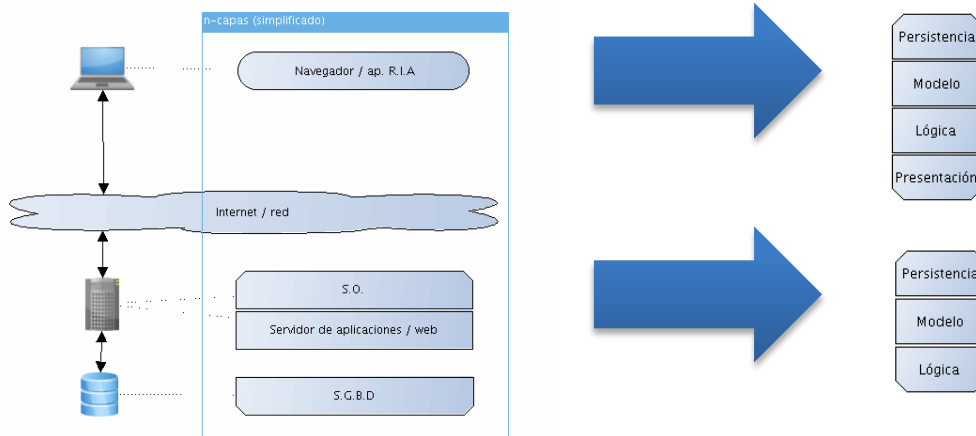 n-capas (simplificado)
Navegador / ap. R.I.A
Internet / red
S.O.
Servidor de aplicaciones / web
S.G.B.D
Persistencia
Modelo
Lógica
Presentación
Persistencia
Modelo
Lógica